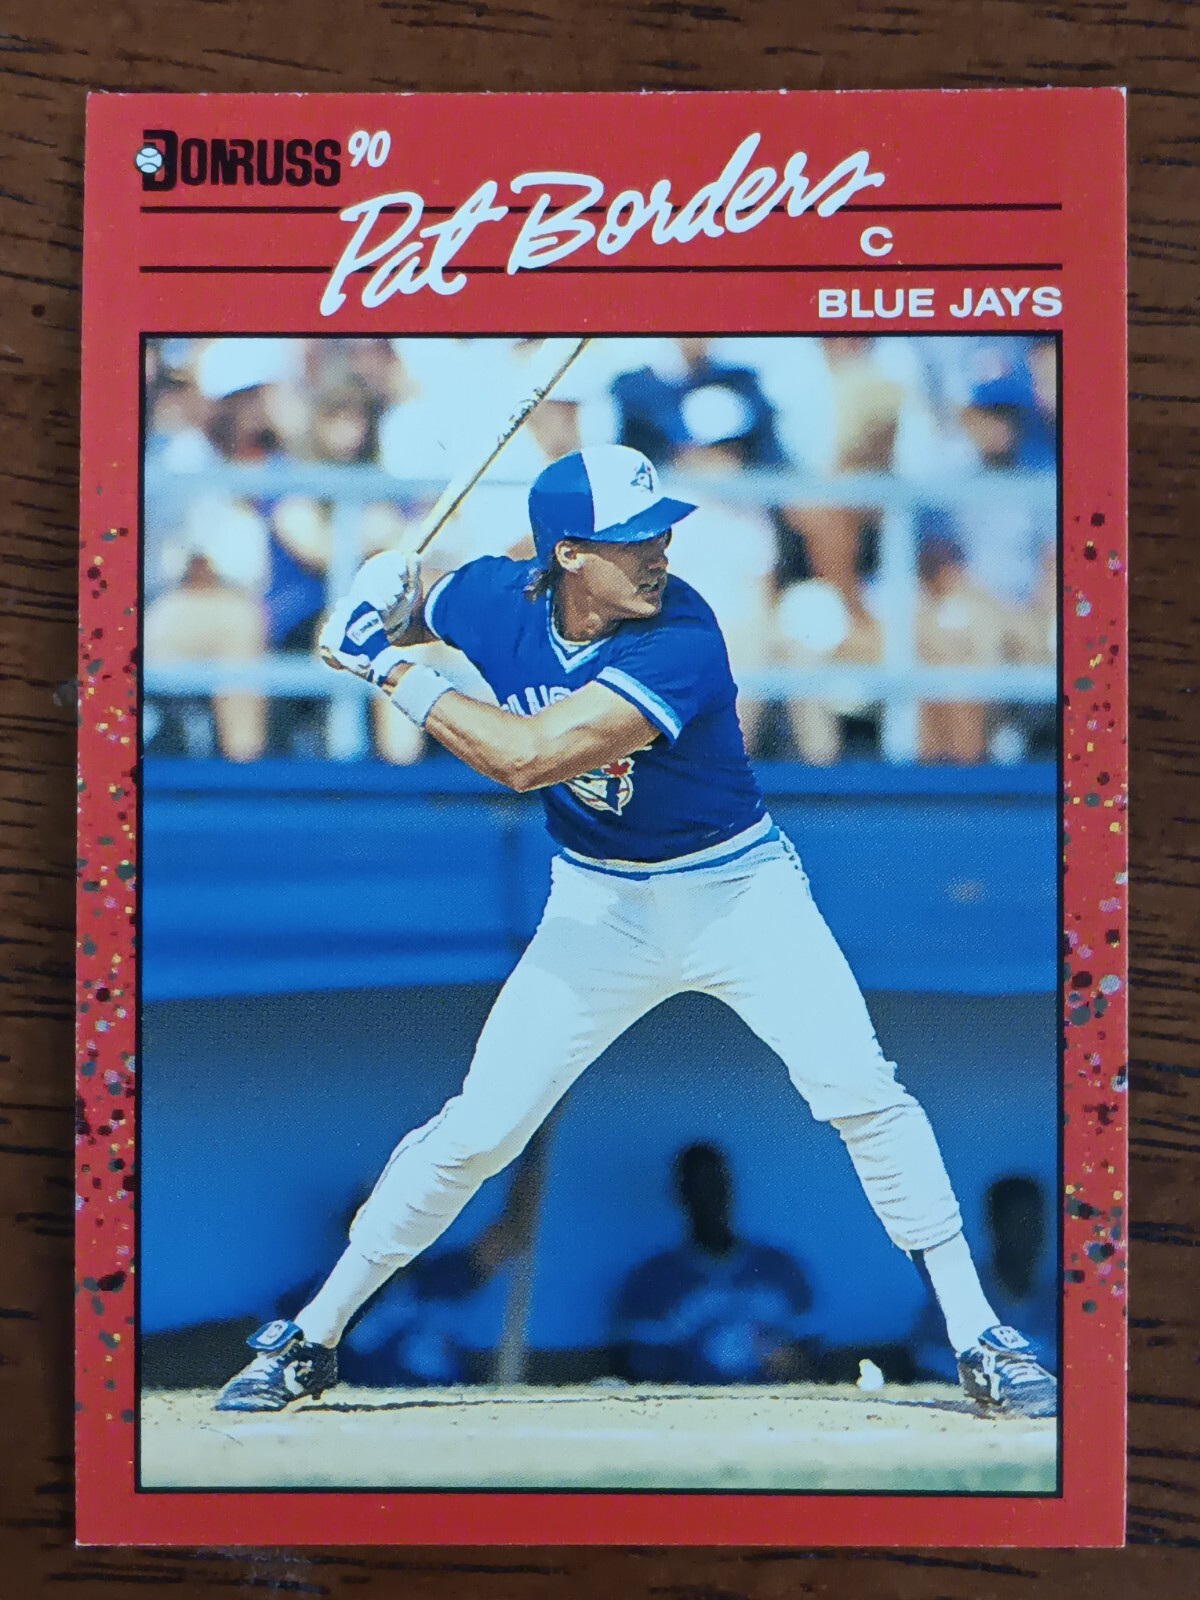 DONRUSS 90
Pat Borders
C
BLUE JAYS